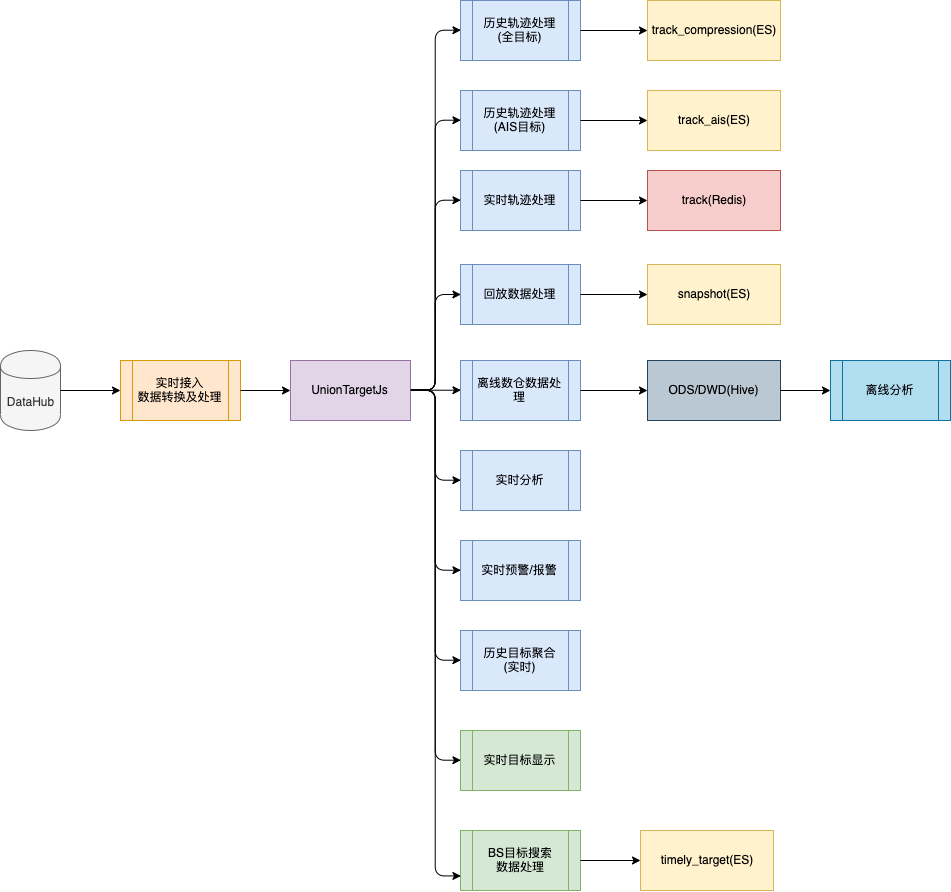 历史轨迹处理
(全目标)
track_compression(ES)
历史轨迹处理
(AIS目标)
track_ais(ES)
实时轨迹处理
track(Redis)
回放数据处理
snapshot(ES)
DataHub
实时接入
数据转换及处理
UnionTargetJs
离线数仓数据处
理
ODS/DWD(Hive)
离线分析
实时分析
实时预警/报警
历史目标聚合
(实时)
实时目标显示
BS目标搜索
数据处理
timely_target(ES)